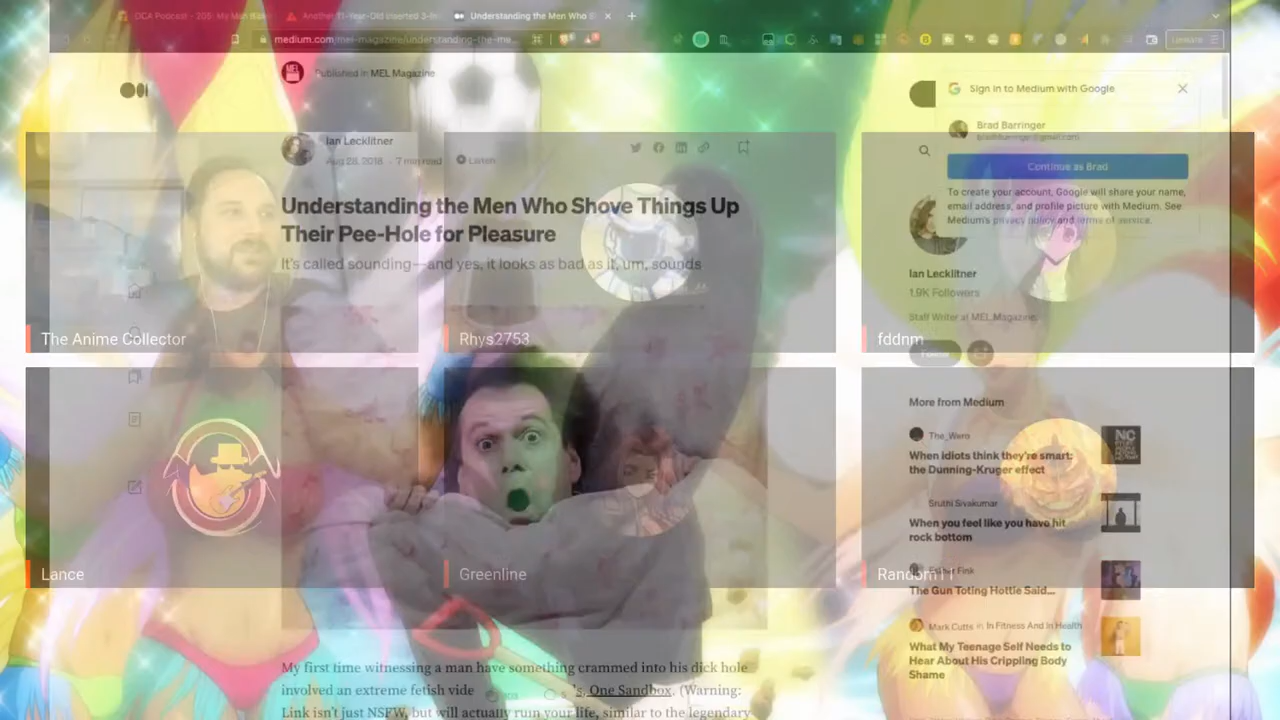 OCA Podcast - 205: My Man
Another 11-Year-Old Inserted 3-
Understanding the Men Who
medium.com/mel-magazine/understanding-the-me...
Update
Published in MEL Magazine
Ian Lecklitner
Aug 28, 2018 · 7 min read
Listen
Understanding the Men Who Shove Things Up
Their Pee-Hole for Pleasure
It's called sounding—and yes, it looks as bad as it, um, sounds
Sign in to Medium with Google
Brad Barringer
Continue as Brad
To create your account, Google will share your name,
email address, and profile picture with Medium. See
Medium's privacy policy and terms of service.
Ian Lecklitner
1.9K Followers
Staff Writer at MEL Magazine.
Follow
The Anime Collector
Rhys2753
fddnm
More from Medium
The_Wero
When idiots think they're smart:
the Dunning-Kruger effect
NC
Sruthi Sivakumar
When you feel like you have hit
rock bottom
Lance
Greenline
Random11
Esther Fink
The Gun Toting Hottie Said...
Mark Cutts in In Fitness And In Health
What My Teenage Self Needs to
Hear About His Crippling Body
Shame
My first time witnessing a man have something crammed into his dick hole
involved an extreme fetish vide 's, One Sandbox. (Warning:
Link isn't just NSFW, but will actually ruin your life, similar to the legendary